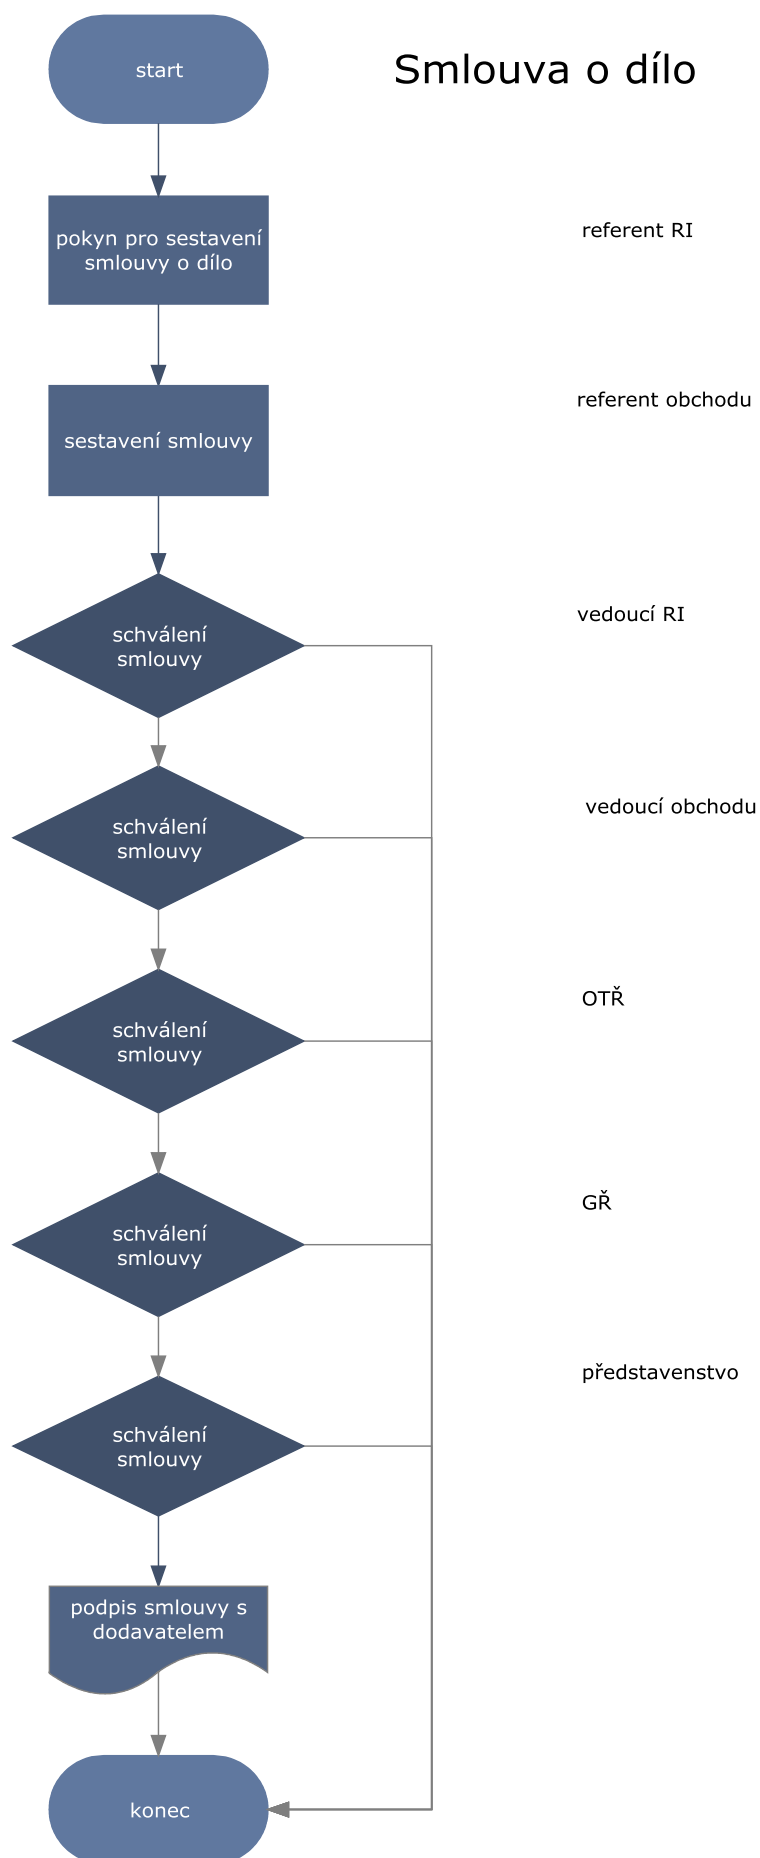 start
Smlouva o dílo
pokyn pro sestavení
smlouvy o dílo
referent RI
sestavení smlouvy
referent obchodu
schválení
smlouvy
vedoucí RI
schválení
smlouvy
vedoucí obchodu
schválení
smlouvy
OTŘ
schválení
smlouvy
GŘ
schválení
smlouvy
představenstvo
podpis smlouvy s
dodavatelem
konec